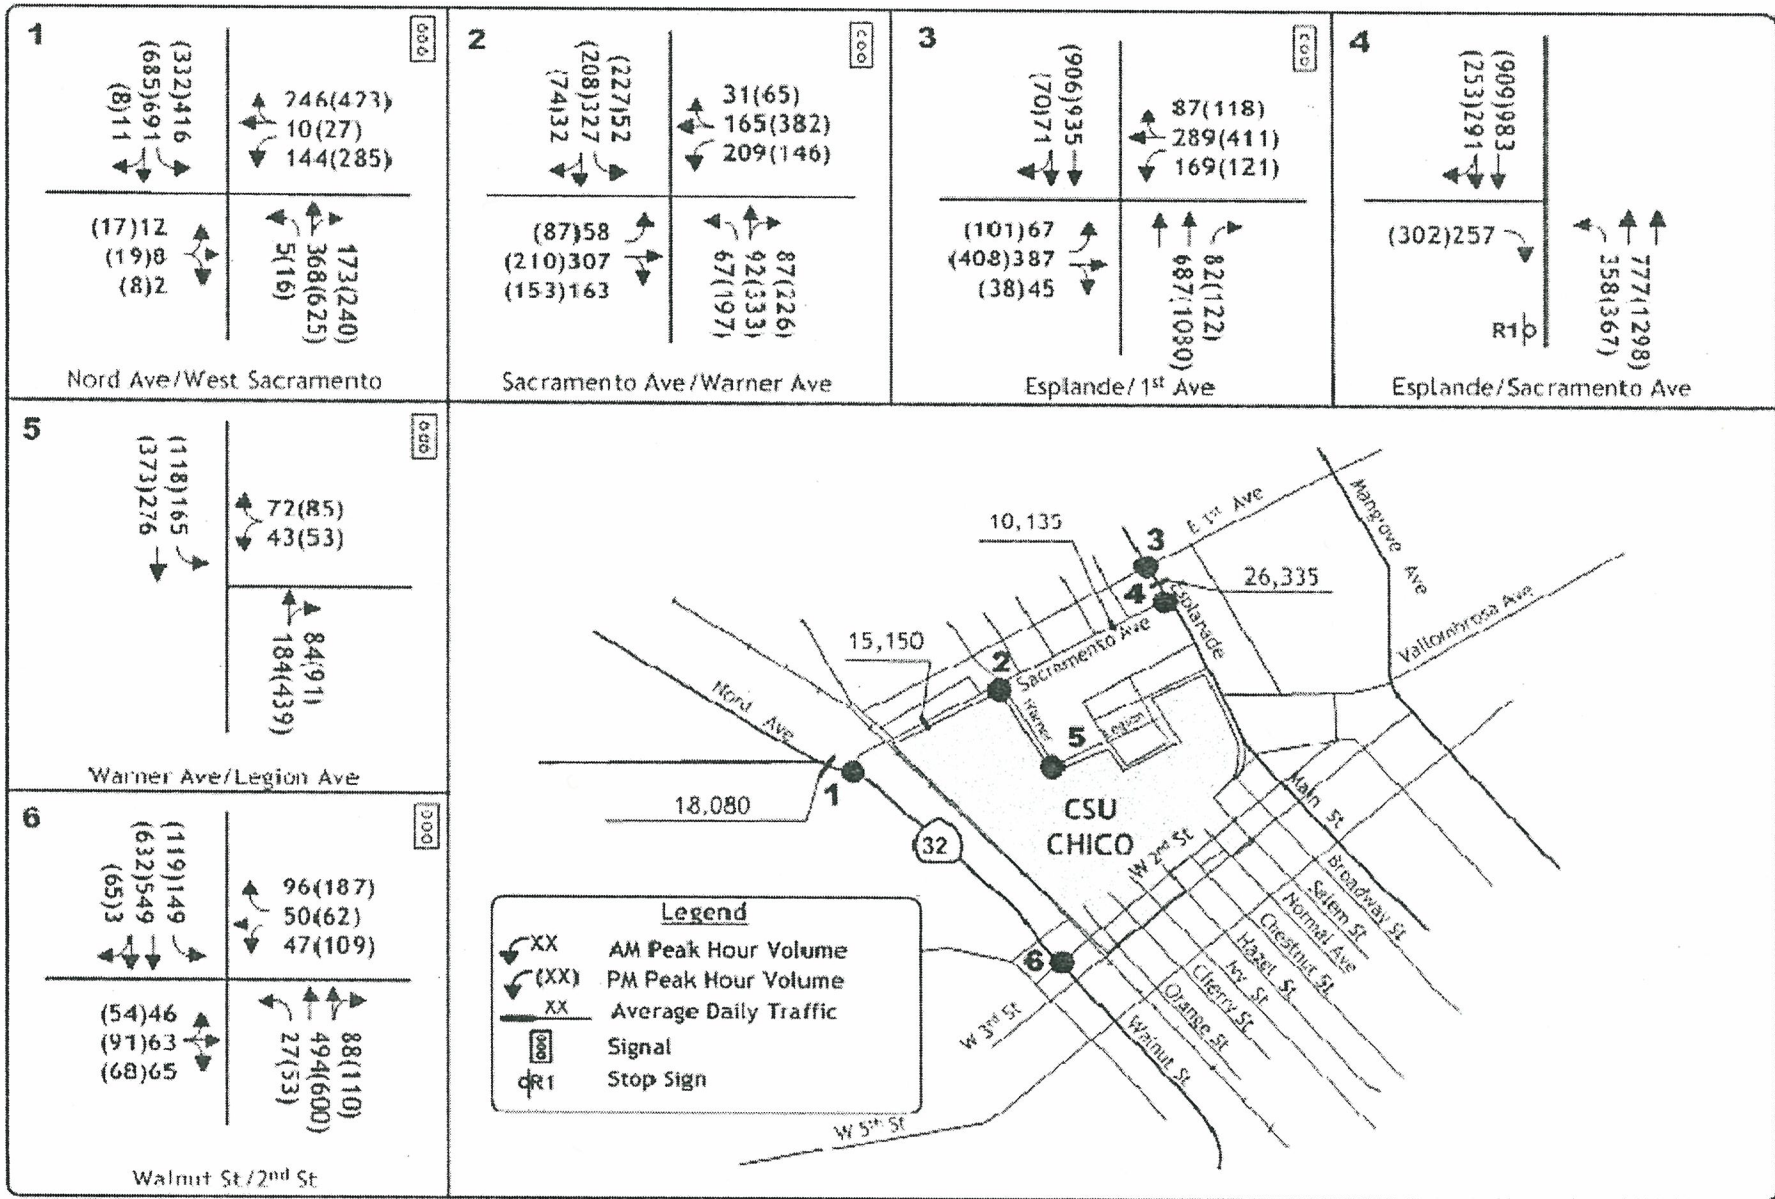 1
(332)416
(685)691
(8)11
246(423)
10(27)
144(285)
(17)12
(19)8
(8)2
173(240)
368(625)
5(16)
Nord Ave/West Sacramento
2
(227)52
(208)327
(74)32
31(65)
165(382)
209(146)
(87)58
(210)307
(153)163
87(226)
92(333)
67(197)
Sacramento Ave/Warner Ave
3
(906)935
(70)71
87(118)
289(411)
169(121)
(101)67
(408)387
(38)45
82(122)
687(1080)
Esplande/1st Ave
4
(909)983
(253)291
(302)257
R1
777(1298)
358(367)
Esplande/Sacramento Ave
5
(118)165
(373)276
72(85)
43(53)
84(91)
184(439)
Warner Ave/Legion Ave
6
(119)149
(632)549
(65)3
96(187)
50(62)
47(109)
(54)46
(91)63
(68)65
88(110)
494(600)
27(53)
Walnut St/2nd St
E 1st Ave
Mangrove Ave
10,135
3
26,335
4
Esplanade
Vallombrosa Ave
15,150
2
Sacramento Ave
Nord Ave
Warner
Legion
5
1
18,080
CSU
CHICO
32
Main St
W 2nd St
Broadway St
Salem St
Normal Ave
Chestnut St
Hazel St
Ivy St
Cherry St
Orange St
Walnut St
6
W 3rd St
W 5th St
Legend
XX AM Peak Hour Volume
(XX) PM Peak Hour Volume
XX Average Daily Traffic
Signal
R1 Stop Sign